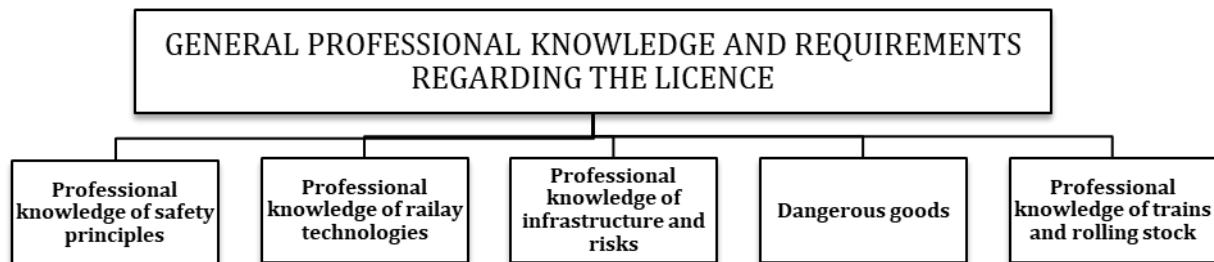 GENERAL PROFESSIONAL KNOWLEDGE AND REQUIREMENTS
REGARDING THE LICENCE
Professional
knowledge of safety
principles
Professional
knowledge of railay
technologies
Professional
knowledge of
infrastructure and
risks
Dangerous goods
Professional
knowledge of trains
and rolling stock